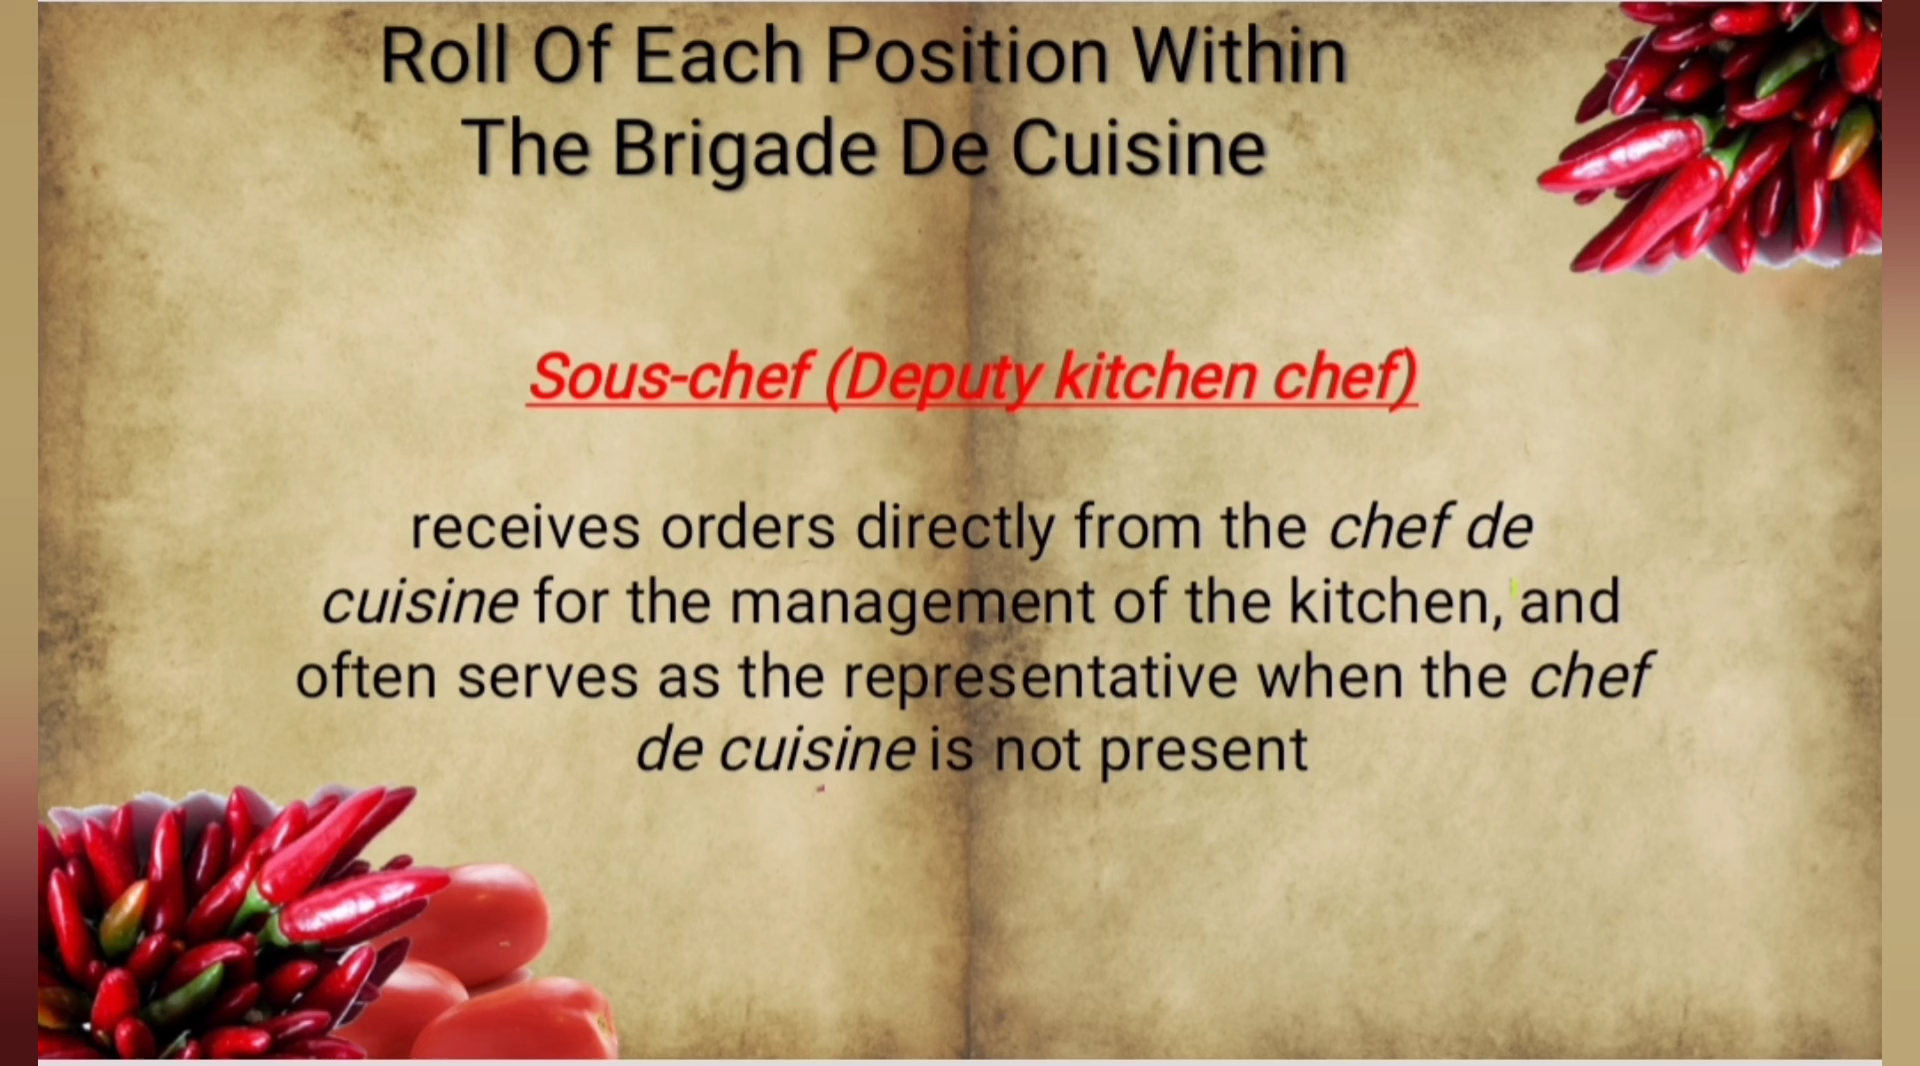 Roll Of Each Position Within
The Brigade De Cuisine
Sous-chef (Deputy kitchen chef)
receives orders directly from the chef de
cuisine for the management of the kitchen, and
often serves as the representative when the chef
de cuisine is not present